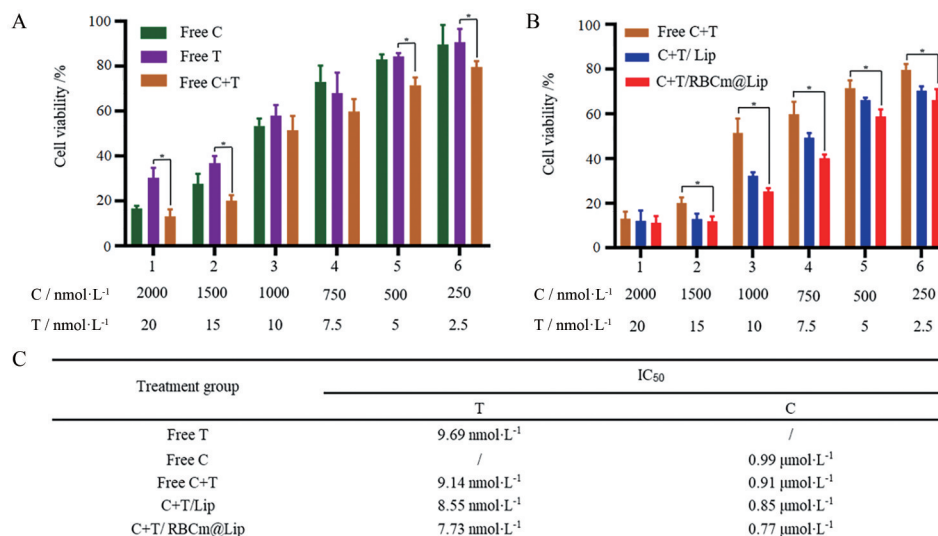 A
Free C
Free T
Free C+T
Cell viability /%
100
80
60
40
20
0
* * * *
1 2 3 4 5 6
C / nmol·L⁻¹ 2000 1500 1000 750 500 250
T / nmol·L⁻¹ 20 15 10 7.5 5 2.5
B
Free C+T
C+T/ Lip
C+T/RBCm@Lip
Cell viability /%
100
80
60
40
20
0
* * * * *
1 2 3 4 5 6
2000 1500 1000 750 500 250
20 15 10 7.5 5 2.5
C
Treatment group IC₅₀
T C
Free T 9.69 nmol·L⁻¹ /
Free C / 0.99 μmol·L⁻¹
Free C+T 9.14 nmol·L⁻¹ 0.91 μmol·L⁻¹
C+T/Lip 8.55 nmol·L⁻¹ 0.85 μmol·L⁻¹
C+T/ RBCm@Lip 7.73 nmol·L⁻¹ 0.77 μmol·L⁻¹